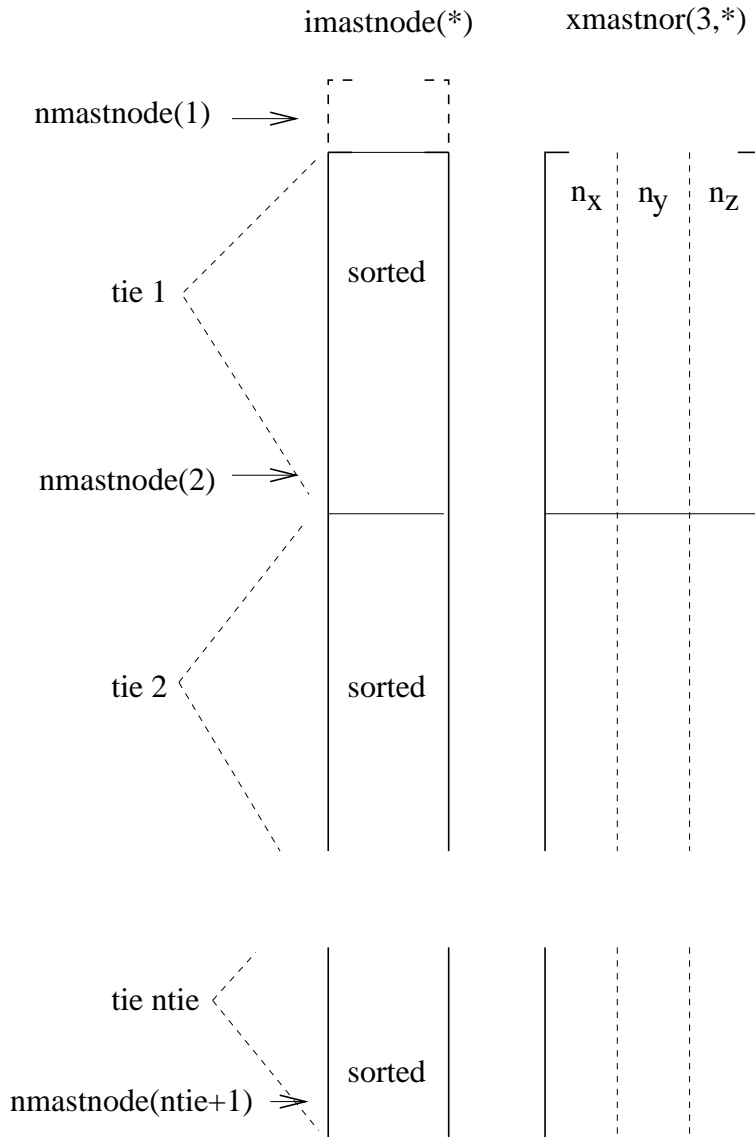 imastnode(*) xmastnor(3,*)
nmastnode(1)
n_x n_y n_z
sorted
tie 1
nmastnode(2)
tie 2 sorted
tie ntie
sorted
nmastnode(ntie+1)